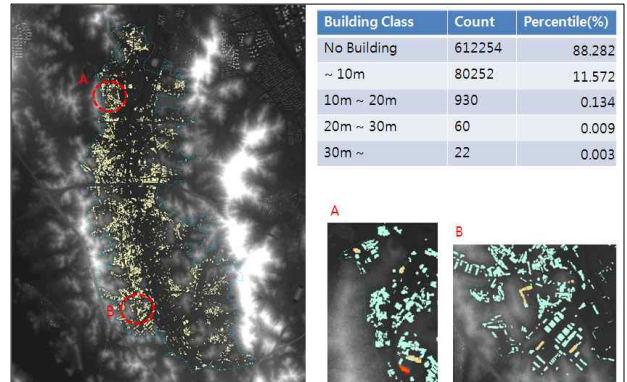 Building Class Count Percentile(%)
No Building 612254 88.282
~ 10m 80252 11.572
10m ~ 20m 930 0.134
20m ~ 30m 60 0.009
30m ~ 22 0.003
A
B
A
B